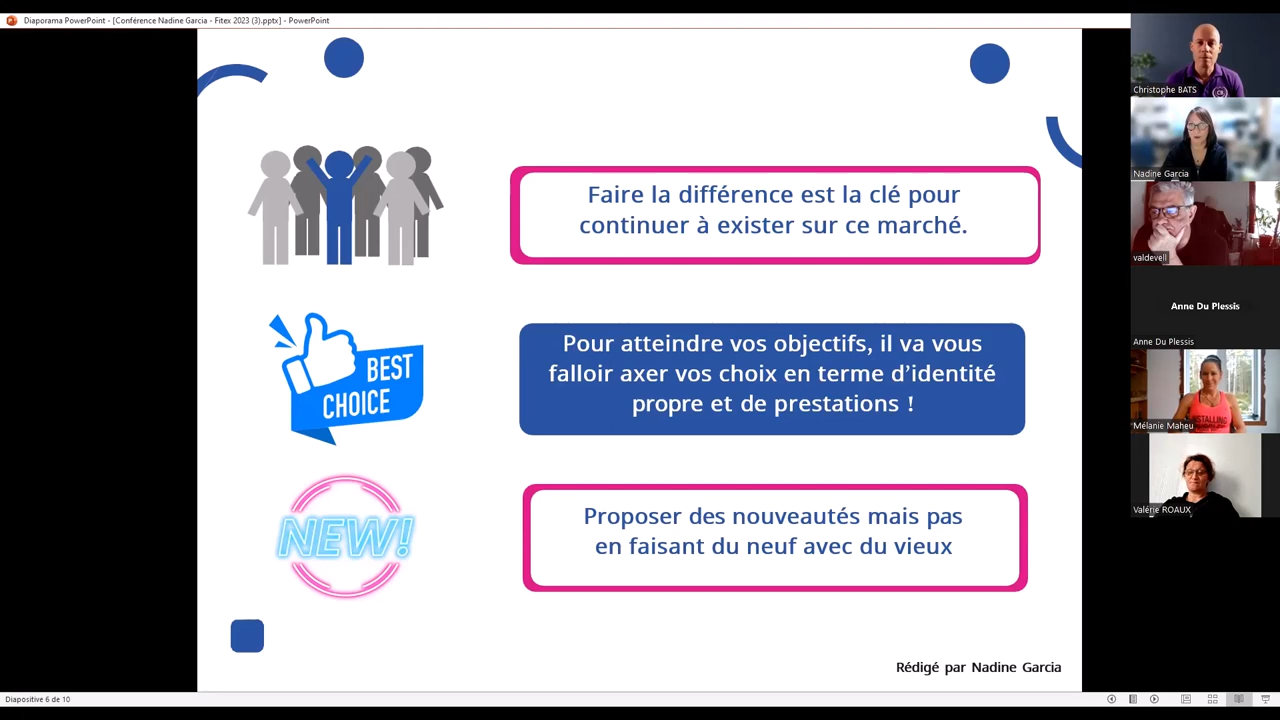 Diaporama PowerPoint - [Conférence Nadine Garcia - Fitex 2023 (3).pptx] - PowerPoint
Faire la différence est la clé pour
continuer à exister sur ce marché.
BEST
CHOICE
Pour atteindre vos objectifs, il va vous
falloir axer vos choix en terme d’identité
propre et de prestations !
NEW!
Proposer des nouveautés mais pas
en faisant du neuf avec du vieux
Rédigé par Nadine Garcia
Diapositive 6 de 10
Christophe BATS
Nadine Garcia
valdevell
Anne Du Plessis
Anne Du Plessis
Mélanie Maheu
Valérie ROAUX